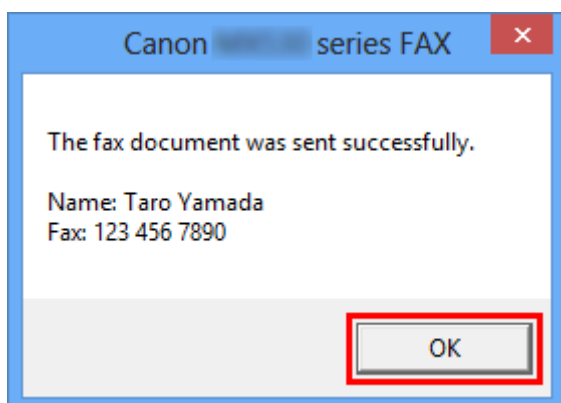 Canon series FAX
The fax document was sent successfully.
Name: Taro Yamada
Fax: 123 456 7890
OK